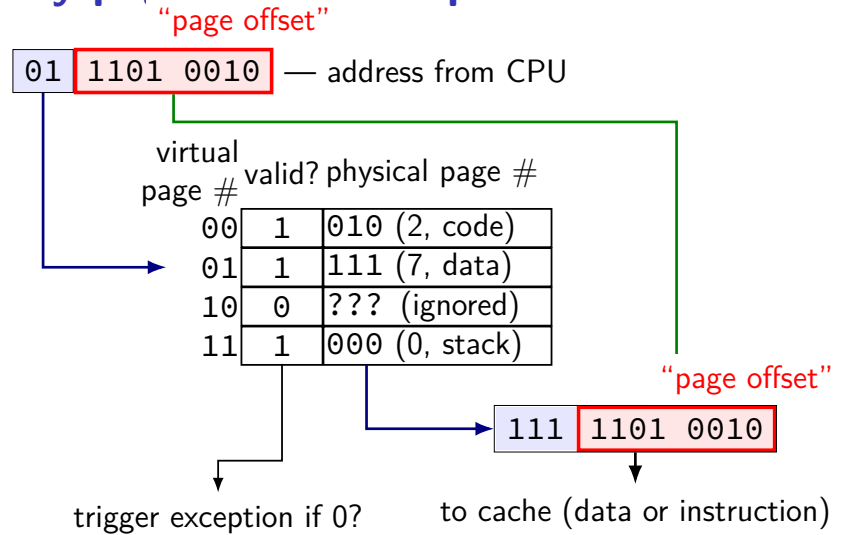 “page offset”
01 1101 0010 — address from CPU
virtual
page #
valid? physical page #
00 1 010 (2, code)
01 1 111 (7, data)
10 0 ??? (ignored)
11 1 000 (0, stack)
“page offset”
111 1101 0010
trigger exception if 0?
to cache (data or instruction)